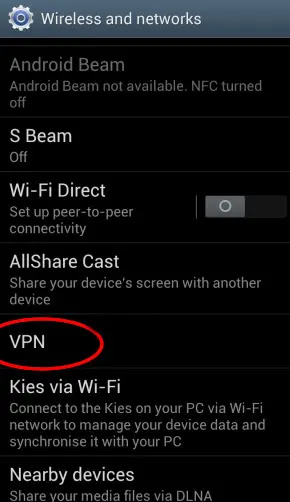 Wireless and networks
Android Beam
Android Beam not available. NFC turned
off
S Beam
Off
Wi-Fi Direct
Set up peer-to-peer
connectivity
AllShare Cast
Share your device's screen with another
device
VPN
Kies via Wi-Fi
Connect to the Kies on your PC via Wi-Fi
network to manage your device data and
synchronise it with your PC
Nearby devices
Share your media files via DLNA